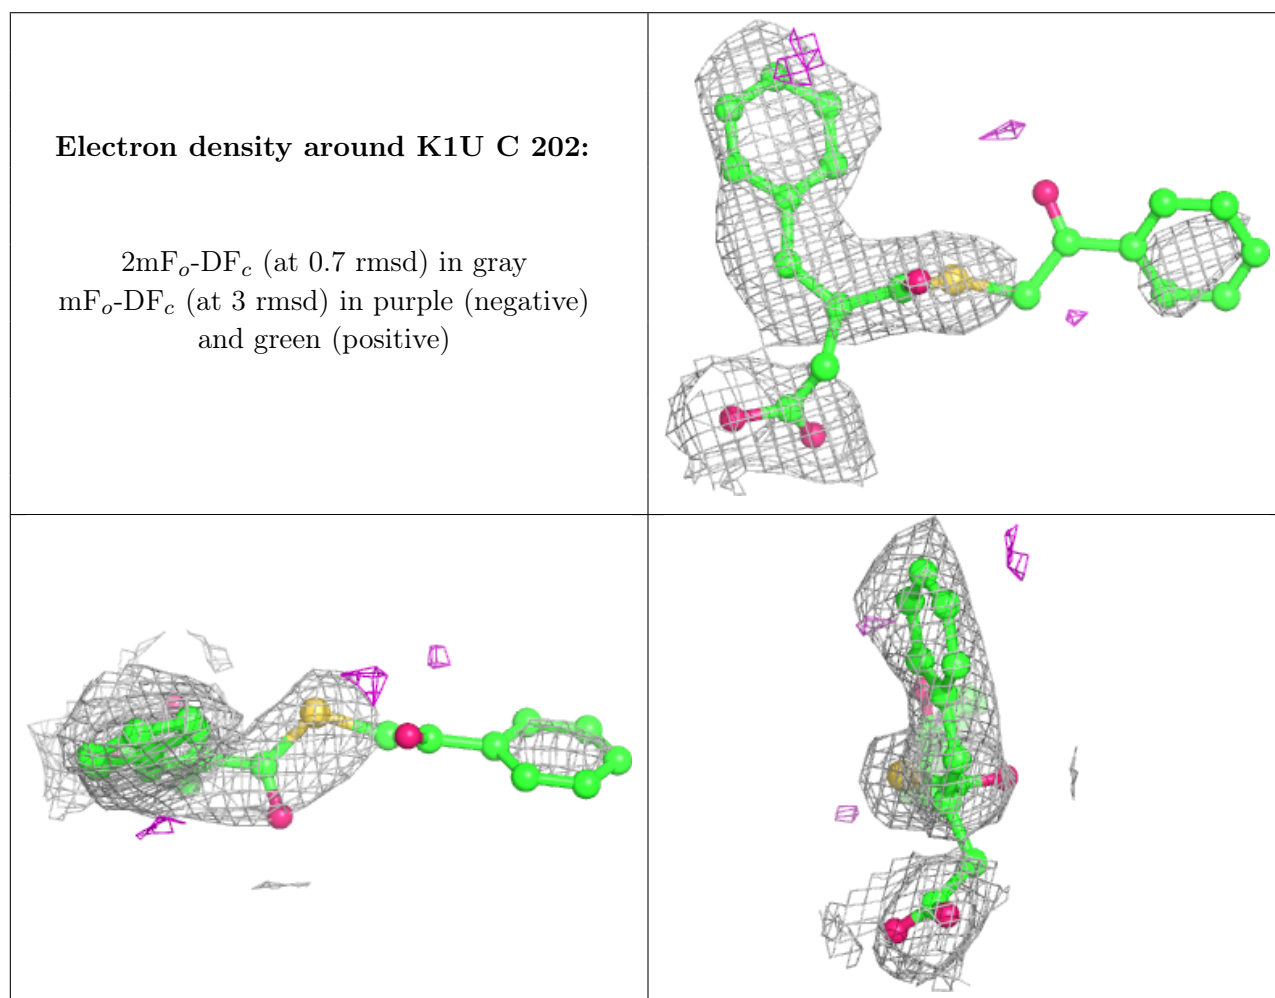 Electron density around K1U C 202:
2mFo-DFc (at 0.7 rmsd) in gray
mFo-DFc (at 3 rmsd) in purple (negative)
and green (positive)